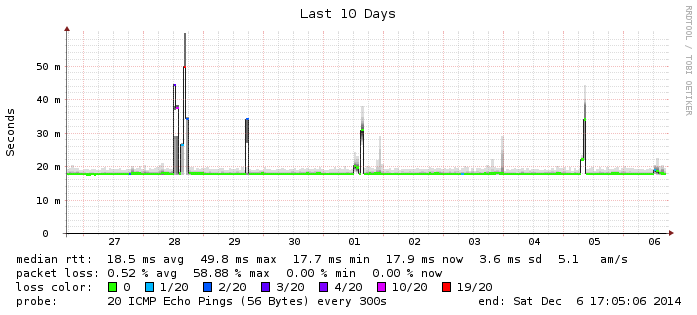 Last 10 Days
RRDTOOL / TOBI OETIKER
Seconds
50 m
40 m
30 m
20 m
10 m
0
27 28 29 30 01 02 03 04 05 06
median rtt: 18.5 ms avg 49.8 ms max 17.7 ms min 17.9 ms now 3.6 ms sd 5.1 am/s
packet loss: 0.52 % avg 58.88 % max 0.00 % min 0.00 % now
loss color: 0 1/20 2/20 3/20 4/20 10/20 19/20
probe: 20 ICMP Echo Pings (56 Bytes) every 300s end: Sat Dec 6 17:05:06 2014